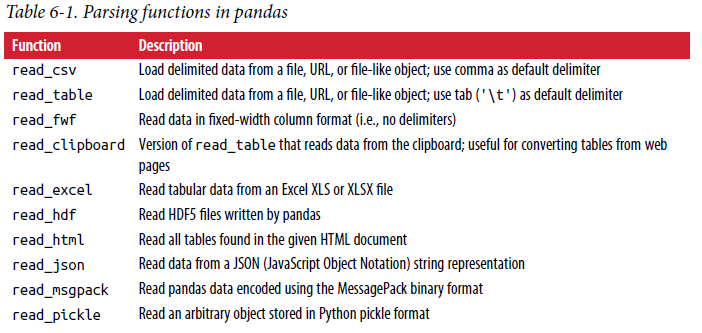 Table 6-1. Parsing functions in pandas
Function Description
read_csv Load delimited data from a file, URL, or file-like object; use comma as default delimiter
read_table Load delimited data from a file, URL, or file-like object; use tab ('\t') as default delimiter
read_fwf Read data in fixed-width column format (i.e., no delimiters)
read_clipboard Version of read_table that reads data from the clipboard; useful for converting tables from web
pages
read_excel Read tabular data from an Excel XLS or XLSX file
read_hdf Read HDF5 files written by pandas
read_html Read all tables found in the given HTML document
read_json Read data from a JSON (JavaScript Object Notation) string representation
read_msgpack Read pandas data encoded using the MessagePack binary format
read_pickle Read an arbitrary object stored in Python pickle format